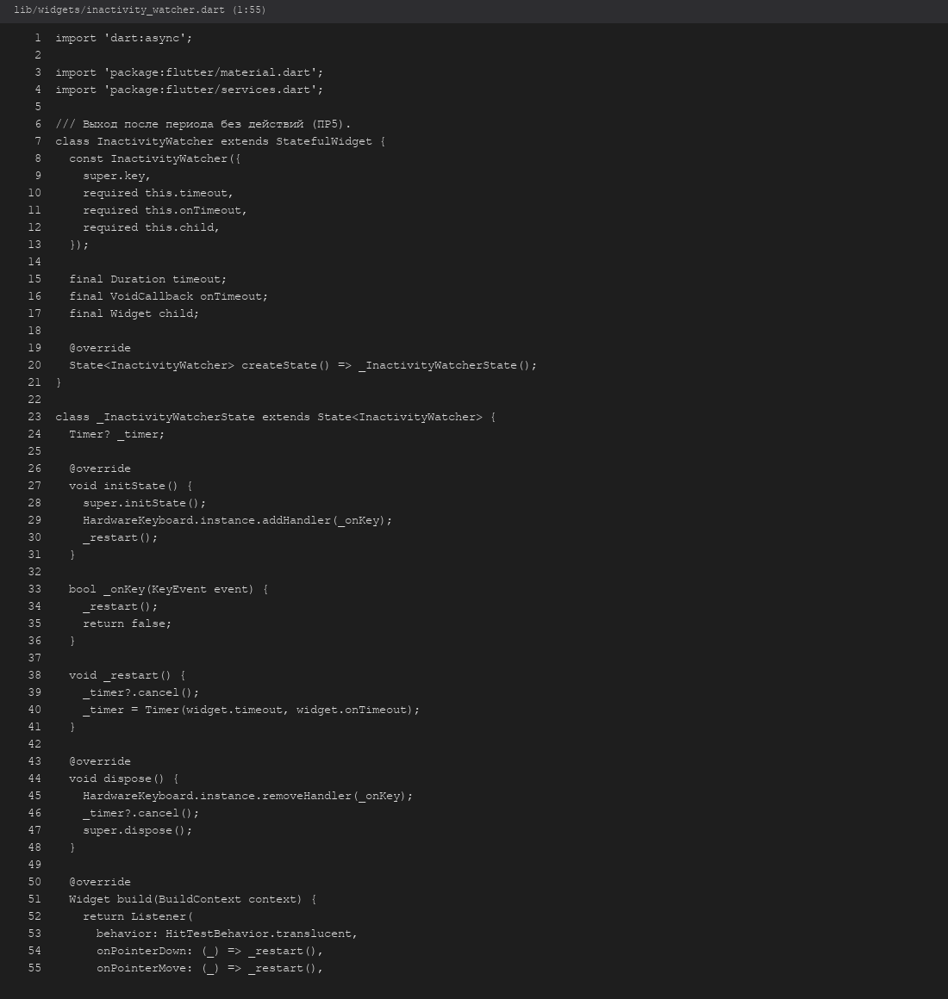 lib/widgets/inactivity_watcher.dart (1:55)
1 import 'dart:async';
2
3 import 'package:flutter/material.dart';
4 import 'package:flutter/services.dart';
5
6 /// Выход после периода без действий (ПР5).
7 class InactivityWatcher extends StatefulWidget {
8   const InactivityWatcher({
9     super.key,
10     required this.timeout,
11     required this.onTimeout,
12     required this.child,
13   });
14
15   final Duration timeout;
16   final VoidCallback onTimeout;
17   final Widget child;
18
19   @override
20   State<InactivityWatcher> createState() => _InactivityWatcherState();
21 }
22
23 class _InactivityWatcherState extends State<InactivityWatcher> {
24   Timer? _timer;
25
26   @override
27   void initState() {
28     super.initState();
29     HardwareKeyboard.instance.addHandler(_onKey);
30     _restart();
31   }
32
33   bool _onKey(KeyEvent event) {
34     _restart();
35     return false;
36   }
37
38   void _restart() {
39     _timer?.cancel();
40     _timer = Timer(widget.timeout, widget.onTimeout);
41   }
42
43   @override
44   void dispose() {
45     HardwareKeyboard.instance.removeHandler(_onKey);
46     _timer?.cancel();
47     super.dispose();
48   }
49
50   @override
51   Widget build(BuildContext context) {
52     return Listener(
53       behavior: HitTestBehavior.translucent,
54       onPointerDown: (_) => _restart(),
55       onPointerMove: (_) => _restart(),